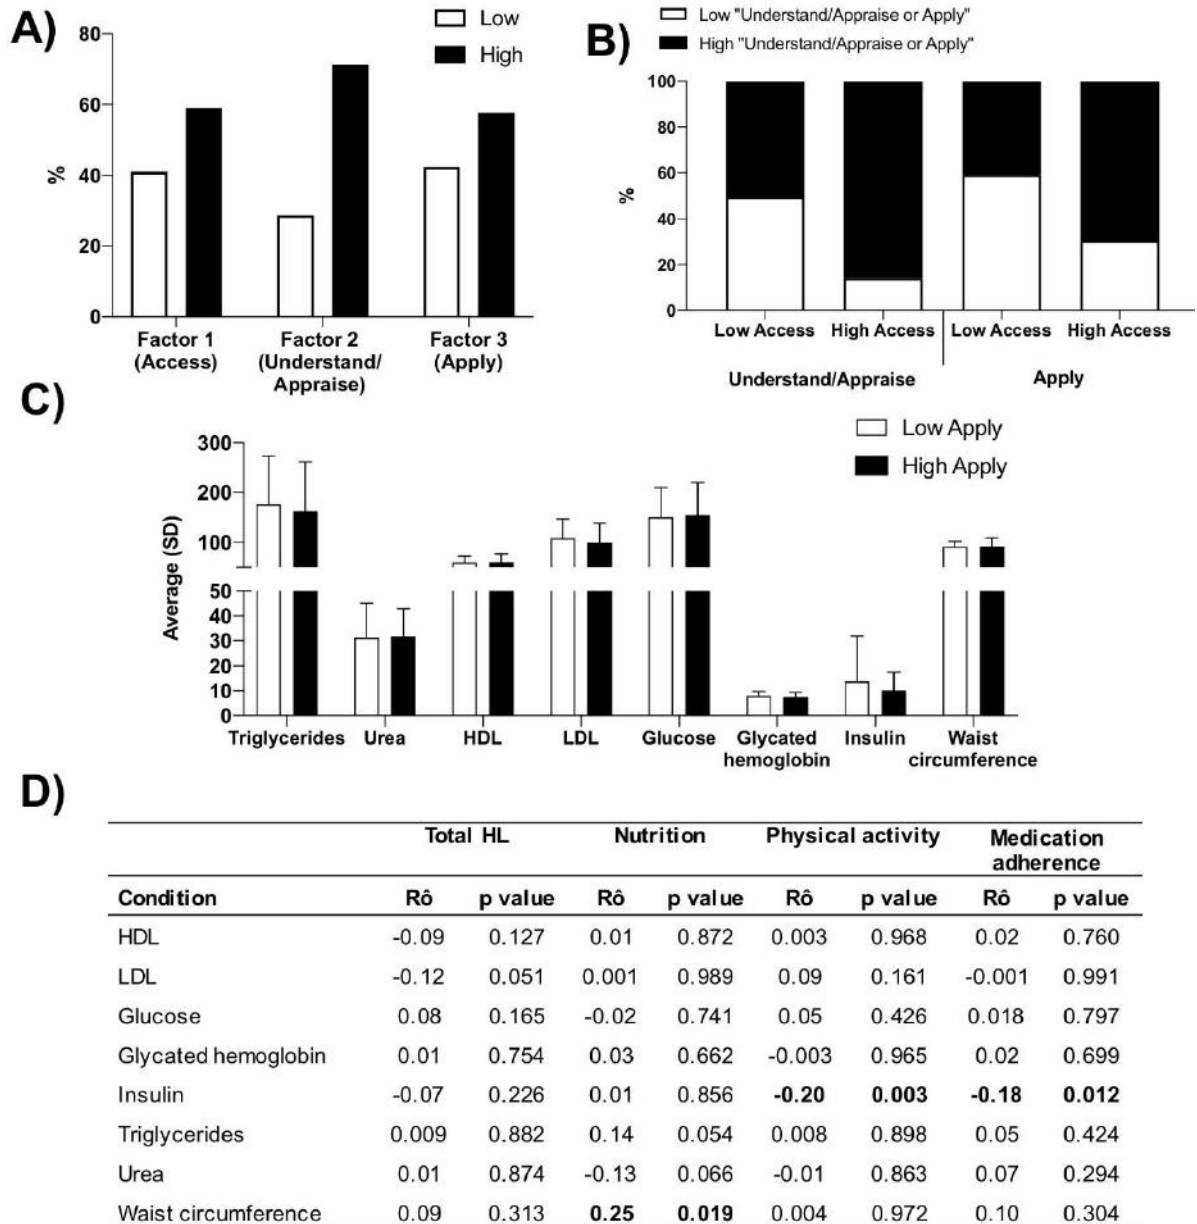 A)
Low
High
80
60
40
20
0
%
Factor 1
(Access)
Factor 2
(Understand/
Appraise)
Factor 3
(Apply)
B)
Low "Understand/Appraise or Apply"
High "Understand/Appraise or Apply"
100
80
60
40
20
0
%
Low Access High Access Low Access High Access
Understand/Appraise Apply
C)
Low Apply
High Apply
300
200
100
50
40
30
20
10
0
Average (SD)
Triglycerides Urea HDL LDL Glucose Glycated hemoglobin Insulin Waist circumference
D)
Total HL Nutrition Physical activity Medication adherence
Condition Rô p value Rô p value Rô p value Rô p value
HDL -0.09 0.127 0.01 0.872 0.003 0.968 0.02 0.760
LDL -0.12 0.051 0.001 0.989 0.09 0.161 -0.001 0.991
Glucose 0.08 0.165 -0.02 0.741 0.05 0.426 0.018 0.797
Glycated hemoglobin 0.01 0.754 0.03 0.662 -0.003 0.965 0.02 0.699
Insulin -0.07 0.226 0.01 0.856 -0.20 0.003 -0.18 0.012
Triglycerides 0.009 0.882 0.14 0.054 0.008 0.898 0.05 0.424
Urea 0.01 0.874 -0.13 0.066 -0.01 0.863 0.07 0.294
Waist circumference 0.09 0.313 0.25 0.019 0.004 0.972 0.10 0.304